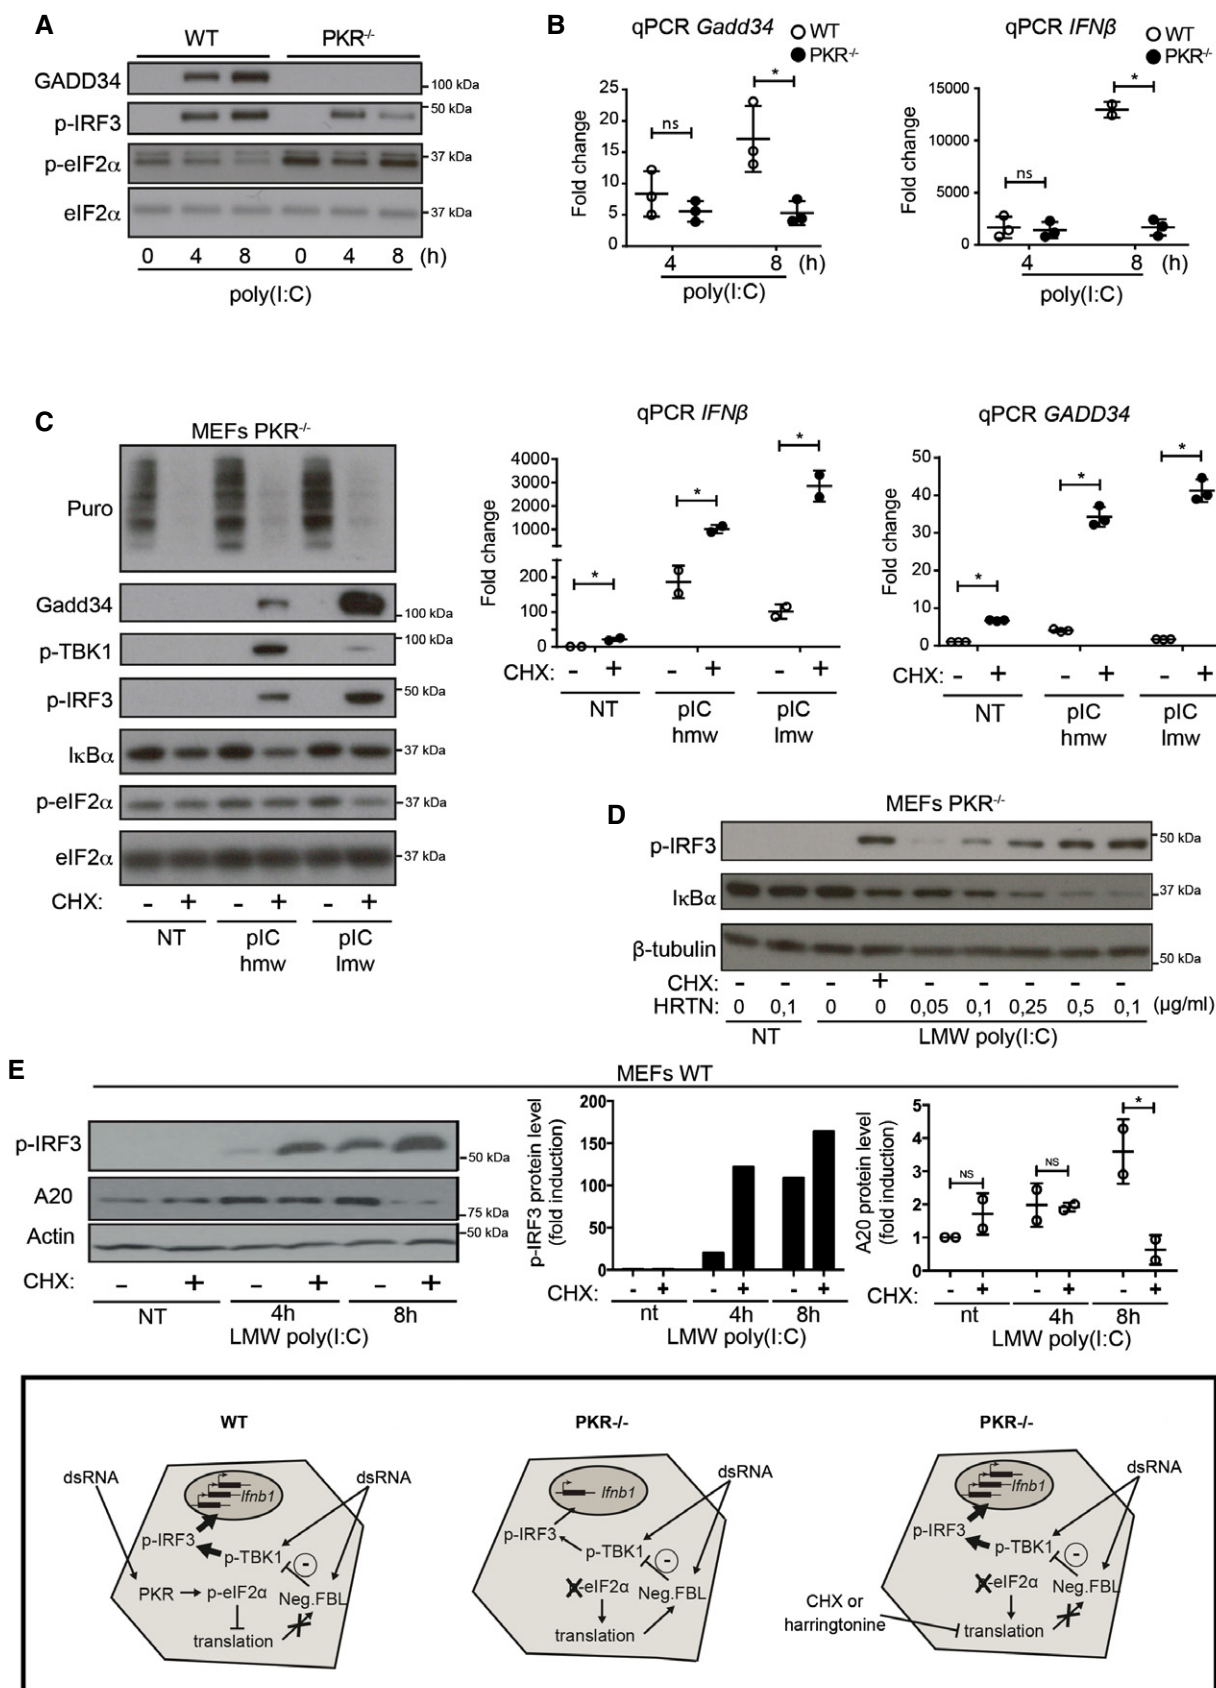 A
WT PKR-/-
GADD34
100 kDa
p-IRF3
50 kDa
p-eIF2α
37 kDa
eIF2α
37 kDa
0 4 8 0 4 8 (h)
poly(I:C)
B
qPCR Gadd34
WT
PKR-/-
Fold change
25
20
15
10
5
0
ns
*
4 8 (h)
poly(I:C)
qPCR IFNβ
WT
PKR-/-
Fold change
15000
10000
5000
0
ns
*
4 8 (h)
poly(I:C)
C
MEFs PKR-/-
Puro
Gadd34
100 kDa
p-TBK1
100 kDa
p-IRF3
50 kDa
IκBα
37 kDa
p-eIF2α
37 kDa
eIF2α
37 kDa
CHX: - + - + - +
NT pIC pIC
hmw lmw
qPCR IFNβ
Fold change
4000
3000
2000
1000
200
100
0
* * *
CHX: - + - + - +
NT pIC pIC
hmw lmw
qPCR GADD34
Fold change
50
40
30
20
10
0
* * *
CHX: - + - + - +
NT pIC pIC
hmw lmw
D
MEFs PKR-/-
p-IRF3
50 kDa
IκBα
37 kDa
β-tubulin
50 kDa
CHX: - - - + - - - - -
HRTN: 0 0,1 0 0 0,05 0,1 0,25 0,5 0,1 (µg/ml)
NT LMW poly(I:C)
E
MEFs WT
p-IRF3
50 kDa
A20
75 kDa
Actin
50 kDa
CHX: - + - + - +
NT 4h 8h
LMW poly(I:C)
p-IRF3 protein level
(fold induction)
200
150
100
50
0
CHX: - + - + - +
nt 4h 8h
LMW poly(I:C)
A20 protein level
(fold induction)
5
4
3
2
1
0
NS NS *
CHX: - + - + - +
nt 4h 8h
LMW poly(I:C)
WT
dsRNA dsRNA
Ifnb1
p-IRF3
p-TBK1
-
PKR p-eIF2α Neg.FBL
translation
PKR-/-
dsRNA
Ifnb1
p-IRF3
p-TBK1
-
p-eIF2α Neg.FBL
translation
PKR-/-
dsRNA
Ifnb1
p-IRF3
p-TBK1
-
p-eIF2α Neg.FBL
CHX or
harringtonine
translation